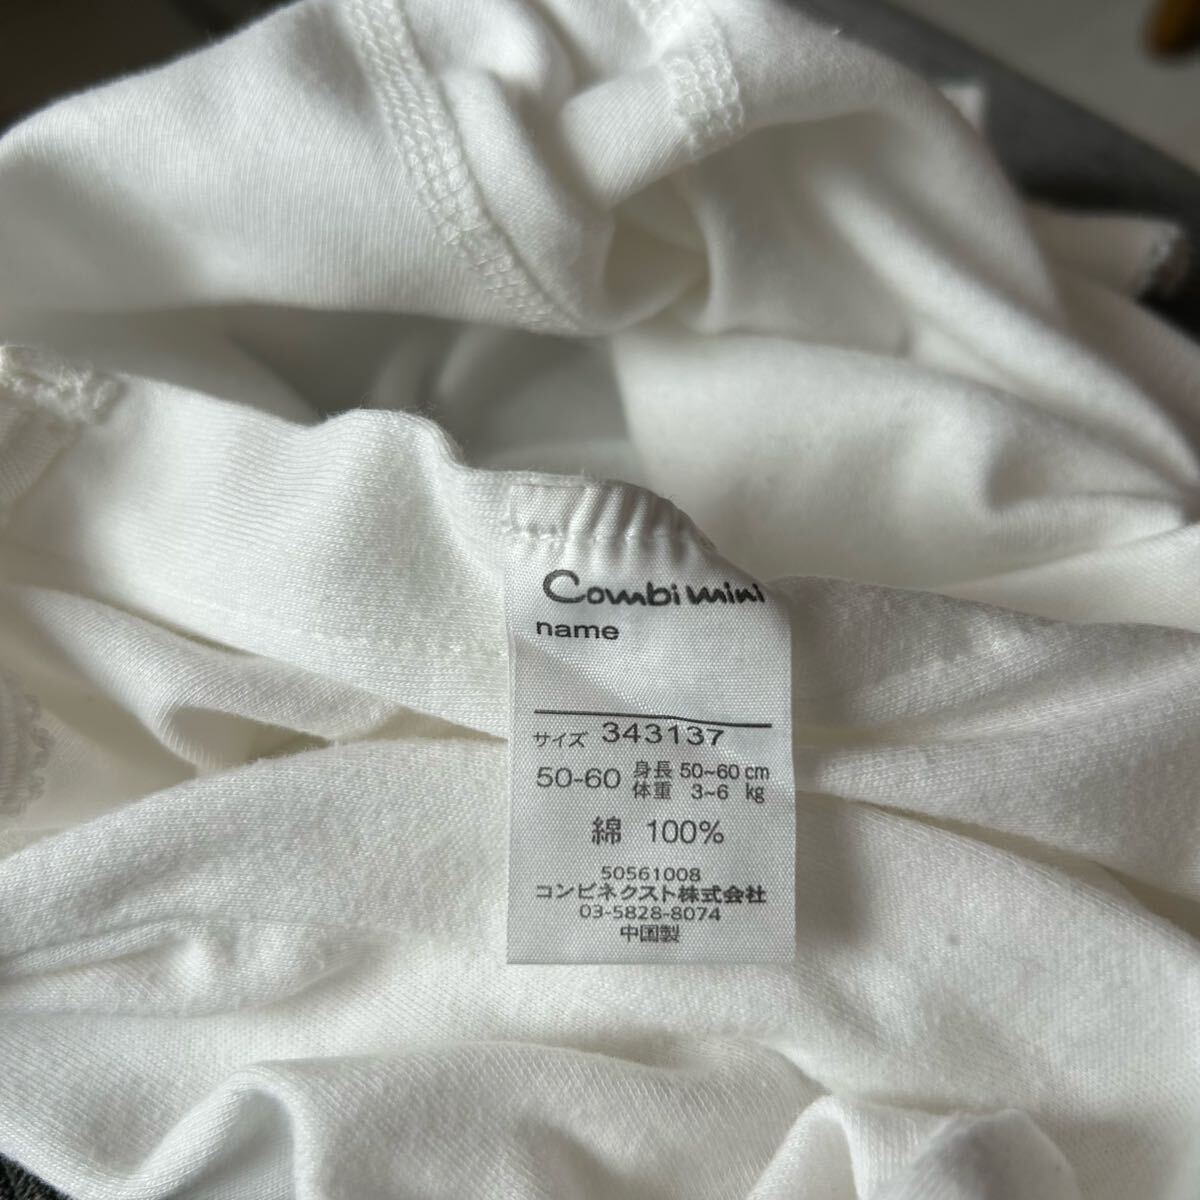 Combi mini
name
サイズ 343137
50-60 身長 50~60 cm
体重 3~6 kg
綿 100%
50561008
コンビネクスト株式会社
03-5828-8074
中国製